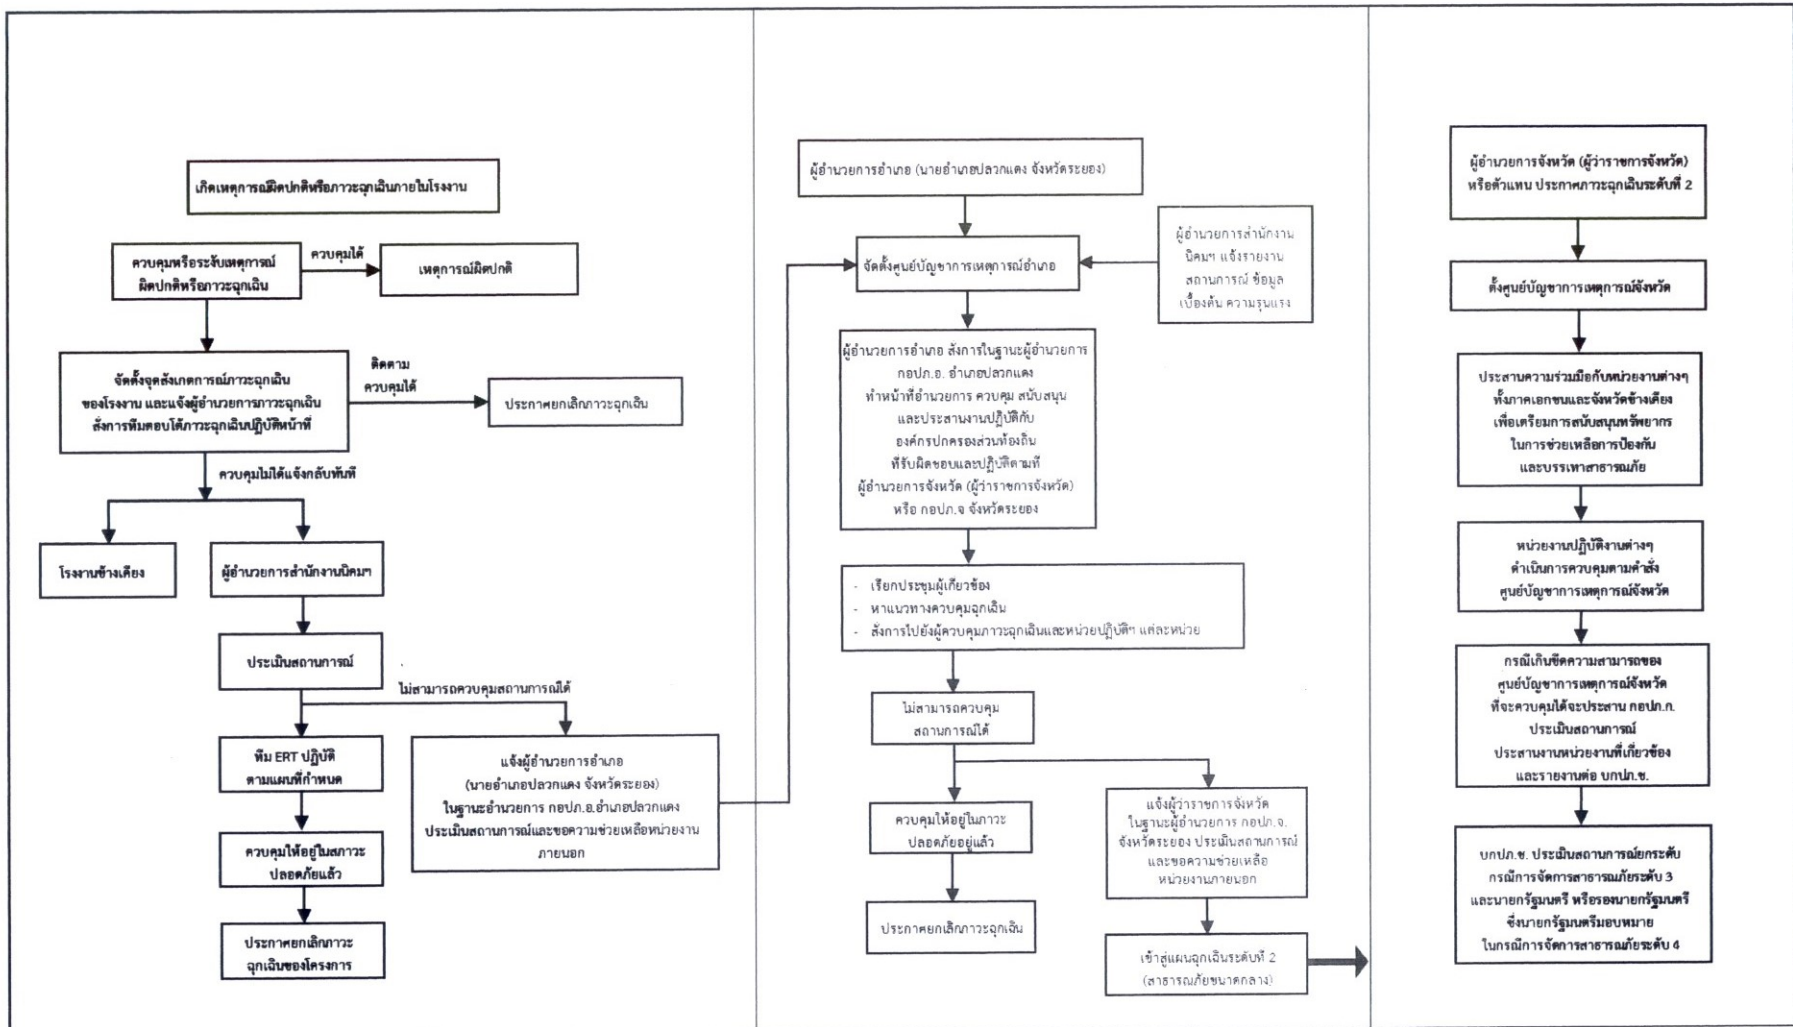 เกิดเหตุการณ์ผิดปกติหรือภาวะฉุกเฉินภายในโรงงาน
ควบคุมหรือระงับเหตุการณ์
ผิดปกติหรือภาวะฉุกเฉิน
ควบคุมได้
เหตุการณ์ผิดปกติ
จัดตั้งจุดสังเกตการณ์ภาวะฉุกเฉิน
ของโรงงาน และแจ้งผู้อำนวยการภาวะฉุกเฉิน
สั่งการทีมตอบโต้ภาวะฉุกเฉินปฏิบัติหน้าที่
ติดตาม
ควบคุมได้
ประกาศยกเลิกภาวะฉุกเฉิน
ควบคุมไม่ได้แจ้งกลับทันที
โรงงานข้างเคียง
ผู้อำนวยการสำนักงานนิคมฯ
ประเมินสถานการณ์
ไม่สามารถควบคุมสถานการณ์ได้
ทีม ERT ปฏิบัติ
ตามแผนที่กำหนด
แจ้งผู้อำนวยการอำเภอ
(นายอำเภอปลวกแดง จังหวัดระยอง)
ในฐานะอำนวยการ กอปภ.อ.อำเภอปลวกแดง
ประเมินสถานการณ์และขอความช่วยเหลือหน่วยงาน
ภายนอก
ควบคุมให้อยู่ในสภาวะ
ปลอดภัยแล้ว
ประกาศยกเลิกภาวะ
ฉุกเฉินของโครงการ
ผู้อำนวยการอำเภอ (นายอำเภอปลวกแดง จังหวัดระยอง)
จัดตั้งศูนย์บัญชาการเหตุการณ์อำเภอ
ผู้อำนวยการสำนักงาน
นิคมฯ แจ้งรายงาน
สถานการณ์ ข้อมูล
เบื้องต้น ความรุนแรง
ผู้อำนวยการอำเภอ สั่งการในฐานะผู้อำนวยการ
กอปภ.อ. อำเภอปลวกแดง
ทำหน้าที่อำนวยการ ควบคุม สนับสนุน
และประสานงานปฏิบัติกับ
องค์กรปกครองส่วนท้องถิ่น
ที่รับผิดชอบและปฏิบัติตามที่
ผู้อำนวยการจังหวัด (ผู้ว่าราชการจังหวัด)
หรือ กอปภ.จ จังหวัดระยอง
- เรียกประชุมผู้เกี่ยวข้อง
- หาแนวทางควบคุมฉุกเฉิน
- สั่งการไปยังผู้ควบคุมภาวะฉุกเฉินและหน่วยปฏิบัติฯ แต่ละหน่วย
ไม่สามารถควบคุม
สถานการณ์ได้
ควบคุมให้อยู่ในภาวะ
ปลอดภัยอยู่แล้ว
ประกาศยกเลิกภาวะฉุกเฉิน
แจ้งผู้ว่าราชการจังหวัด
ในฐานะผู้อำนวยการ กอปภ.จ.
จังหวัดระยอง ประเมินสถานการณ์
และขอความช่วยเหลือ
หน่วยงานภายนอก
เข้าสู่แผนฉุกเฉินระดับที่ 2
(สาธารณภัยขนาดกลาง)
ผู้อำนวยการจังหวัด (ผู้ว่าราชการจังหวัด)
หรือตัวแทน ประกาศภาวะฉุกเฉินระดับที่ 2
ตั้งศูนย์บัญชาการเหตุการณ์จังหวัด
ประสานความร่วมมือกับหน่วยงานต่างๆ
ทั้งภาคเอกชนและจังหวัดข้างเคียง
เพื่อเตรียมการสนับสนุนทรัพยากร
ในการช่วยเหลือการป้องกัน
และบรรเทาสาธารณภัย
หน่วยงานปฏิบัติงานต่างๆ
ดำเนินการควบคุมตามคำสั่ง
ศูนย์บัญชาการเหตุการณ์จังหวัด
กรณีเกินขีดความสามารถของ
ศูนย์บัญชาการเหตุการณ์จังหวัด
ที่จะควบคุมได้จะประสาน กอปภ.ก.
ประเมินสถานการณ์
ประสานงานหน่วยงานที่เกี่ยวข้อง
และรายงานต่อ บกปภ.ช.
บกปภ.ช. ประเมินสถานการณ์ยกระดับ
กรณีการจัดการสาธารณภัยระดับ 3
และนายกรัฐมนตรี หรือรองนายกรัฐมนตรี
ซึ่งนายกรัฐมนตรีมอบหมาย
ในกรณีการจัดการสาธารณภัยระดับ 4